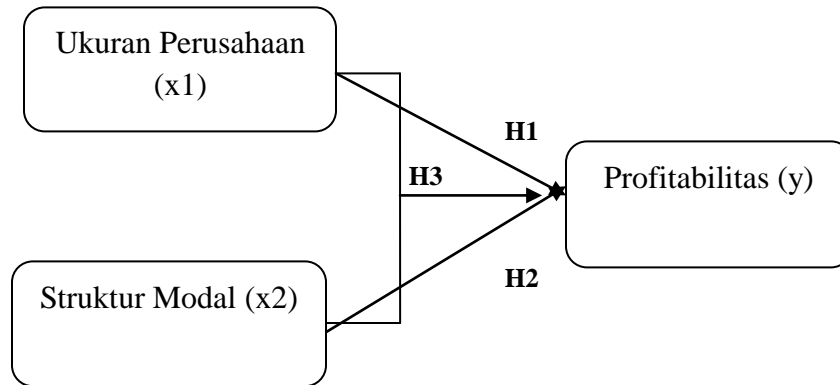 Ukuran Perusahaan
(x1)
H1
Profitabilitas (y)
H3
H2
Struktur Modal (x2)